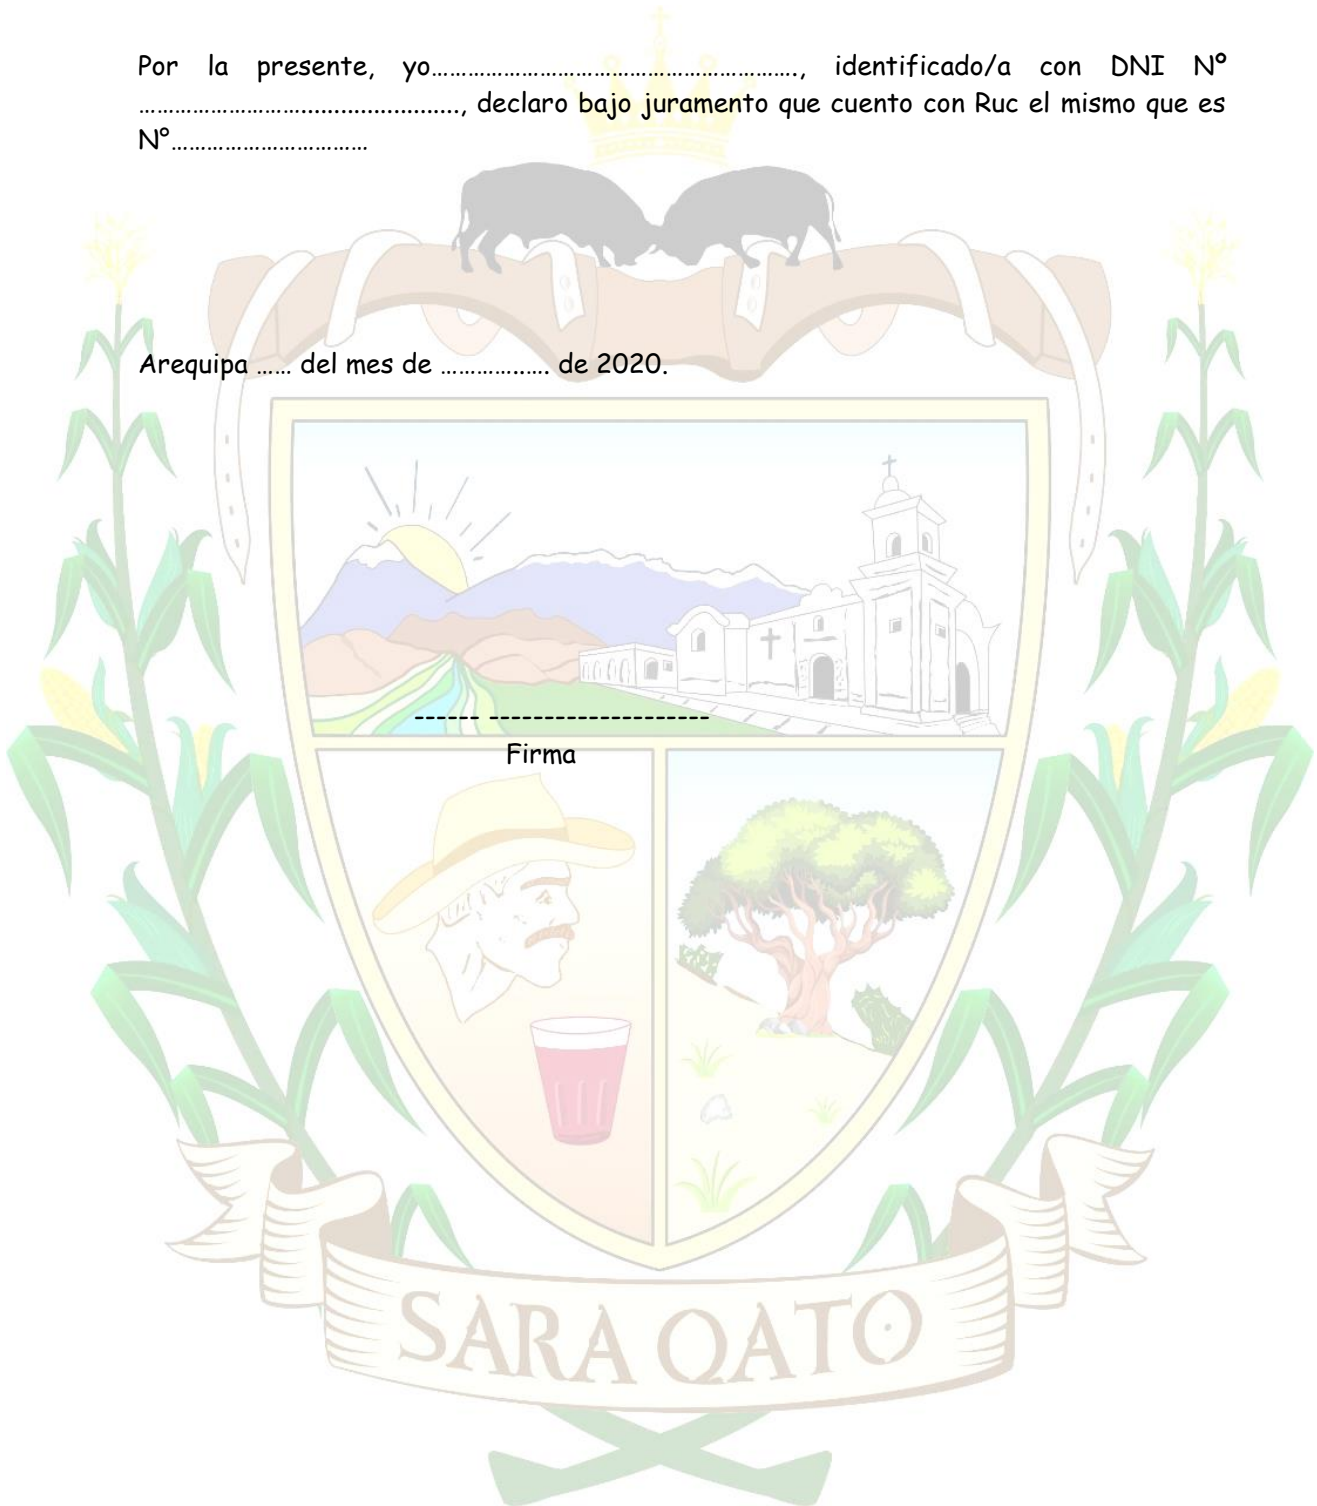 Por la presente, yo……………………………………………………., identificado/a con DNI Nº
………………………........................, declaro bajo juramento que cuento con Ruc el mismo que es
N°……………………………
Arequipa …… del mes de …………..…. de 2020.
------ --------------------
Firma
SARA QATO